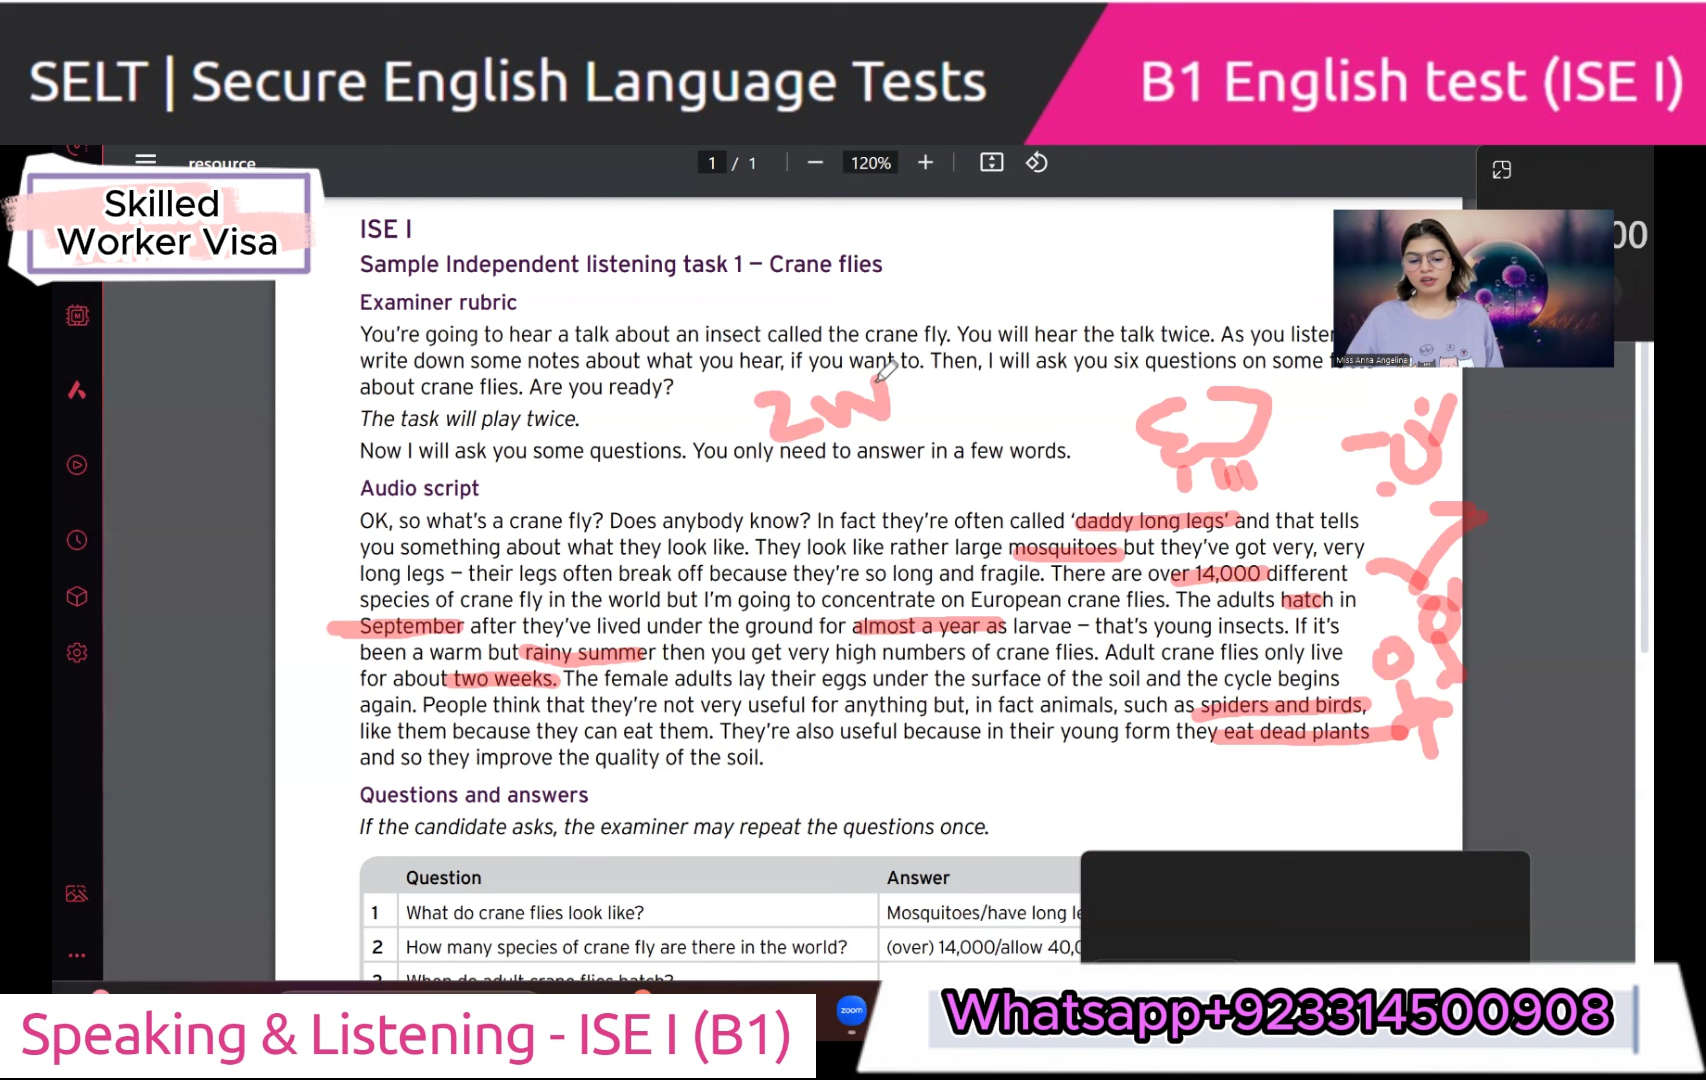 SELT | Secure English Language Tests
B1 English test (ISE I)
resource
1 / 1
120%
Skilled
Worker Visa
00
ISE I
Sample Independent listening task 1 – Crane flies
Examiner rubric
You're going to hear a talk about an insect called the crane fly. You will hear the talk twice. As you listen
write down some notes about what you hear, if you want to. Then, I will ask you six questions on some
about crane flies. Are you ready?
Miss Anna Angelina
The task will play twice.
2W
Now I will ask you some questions. You only need to answer in a few words.
Audio script
OK, so what's a crane fly? Does anybody know? In fact they're often called 'daddy long legs' and that tells
you something about what they look like. They look like rather large mosquitoes but they've got very, very
long legs – their legs often break off because they're so long and fragile. There are over 14,000 different
species of crane fly in the world but I'm going to concentrate on European crane flies. The adults hatch in
September after they've lived under the ground for almost a year as larvae – that's young insects. If it's
been a warm but rainy summer then you get very high numbers of crane flies. Adult crane flies only live
for about two weeks. The female adults lay their eggs under the surface of the soil and the cycle begins
again. People think that they're not very useful for anything but, in fact animals, such as spiders and birds,
like them because they can eat them. They're also useful because in their young form they eat dead plants
and so they improve the quality of the soil.
Questions and answers
If the candidate asks, the examiner may repeat the questions once.
Question Answer
1 What do crane flies look like? Mosquitoes/have long
2 How many species of crane fly are there in the world? (over) 14,000/allow
When do adult crane flies hatch?
zoom
Speaking & Listening - ISE I (B1)
Whatsapp+923314500908